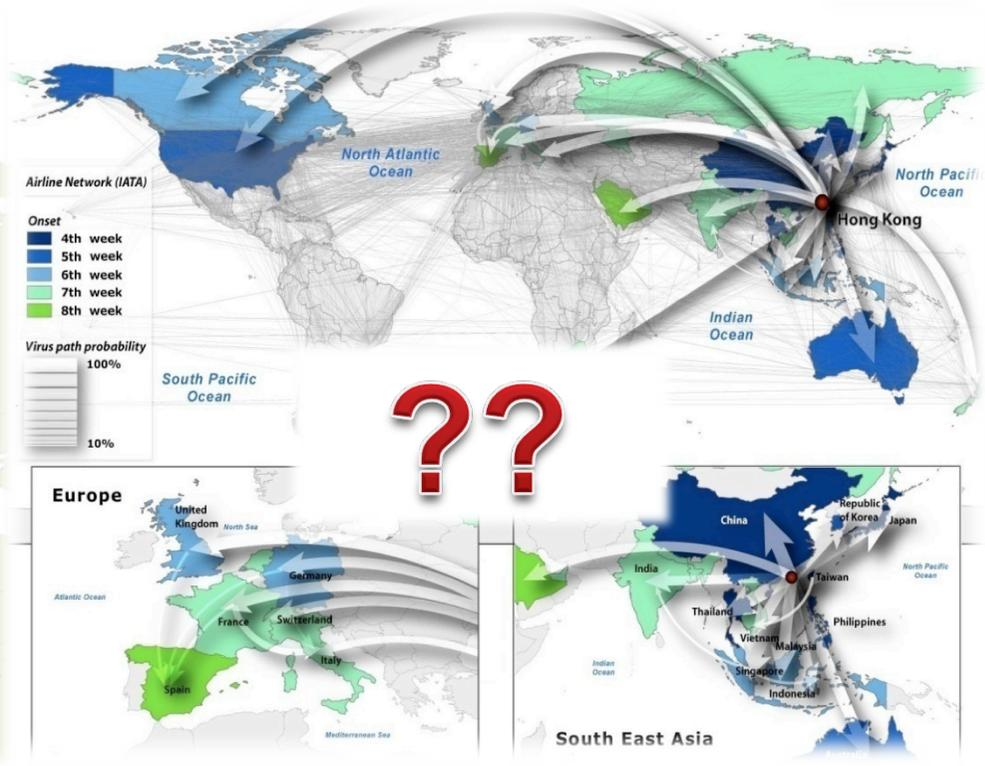 North Atlantic
Ocean
North Pacific
Ocean
Airline Network (IATA)
Hong Kong
Onset
4th week
5th week
6th week
7th week
8th week
Indian
Ocean
Virus path probability
100%
South Pacific
Ocean
10%
??
Europe
United
Kingdom
North Sea
Germany
Atlantic Ocean
France
Switzerland
Italy
Spain
Mediterranean Sea
Republic
of Korea
Japan
China
North Pacific
Ocean
India
Taiwan
Thailand
Philippines
Vietnam
Malaysia
Indian
Ocean
Singapore
Indonesia
South East Asia
Australia